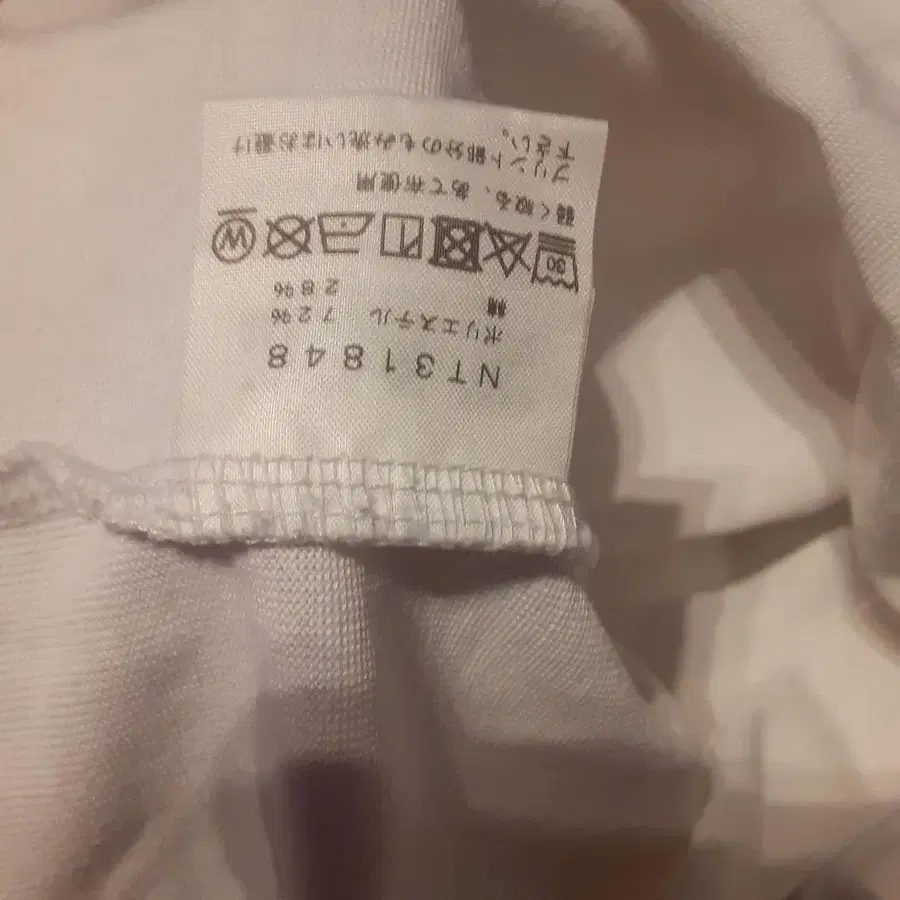 NT31848
ポリエステル 72%
綿 28%
30 W
弱く絞る、あて布使用
プリント部分のもみ洗いはお避け
下さい。